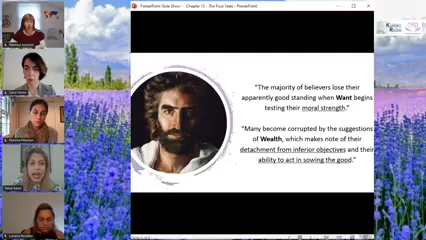 PowerPoint Slide Show - Chapter 12 - The Four Tests - PowerPoint
"The majority of believers lose their
apparently good standing when Want begins
testing their moral strength."
"Many become corrupted by the suggestions
of Wealth, which makes note of their
detachment from inferior objectives and their
ability to act in sowing the good."
Kardec
Radio